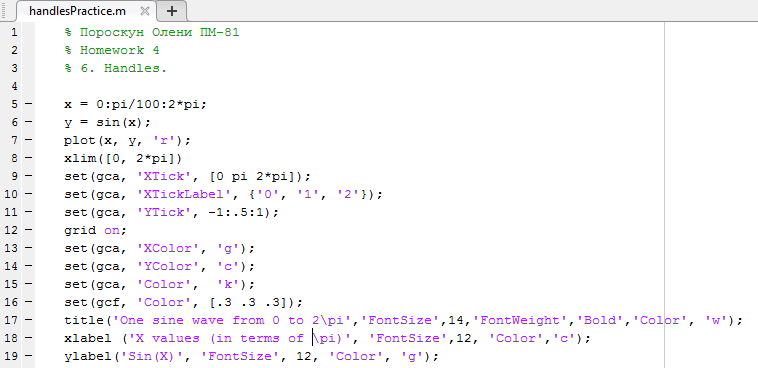 handlesPractice.m
1 % Пороскун Олени ПМ-81
2 % Homework 4
3 % 6. Handles.
4
5 x = 0:pi/100:2*pi;
6 y = sin(x);
7 plot(x, y, 'r');
8 xlim([0, 2*pi])
9 set(gca, 'XTick', [0 pi 2*pi]);
10 set(gca, 'XTickLabel', {'0', '1', '2'});
11 set(gca, 'YTick', -1:.5:1);
12 grid on;
13 set(gca, 'XColor', 'g');
14 set(gca, 'YColor', 'c');
15 set(gca, 'Color', 'k');
16 set(gcf, 'Color', [.3 .3 .3]);
17 title('One sine wave from 0 to 2\pi','FontSize',14,'FontWeight','Bold','Color', 'w');
18 xlabel ('X values (in terms of \pi)', 'FontSize',12, 'Color','c');
19 ylabel('Sin(X)', 'FontSize', 12, 'Color', 'g');